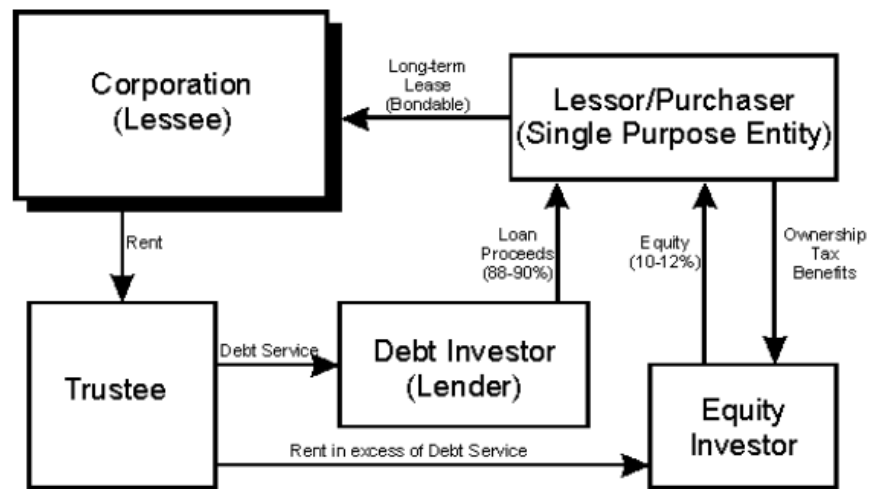 Corporation
(Lessee)
Long-term
Lease
(Bondable)
Lessor/Purchaser
(Single Purpose Entity)
Rent
Loan
Proceeds
(88-90%)
Equity
(10-12%)
Ownership
Tax
Benefits
Trustee
Debt Service
Debt Investor
(Lender)
Equity
Investor
Rent in excess of Debt Service